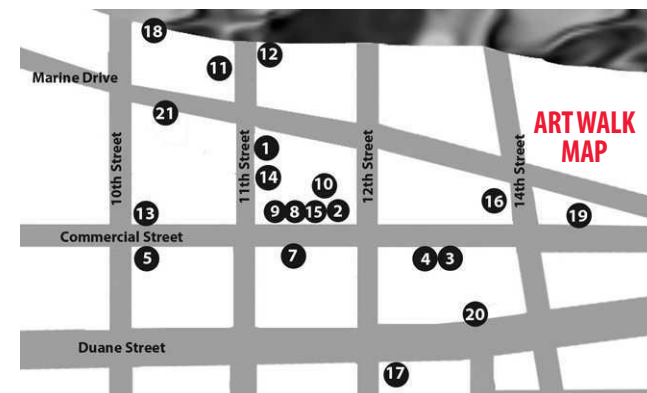 18
12
11
Marine Drive
21
ART WALK
MAP
10th Street
11th Street
12th Street
14th Street
1
14
10
16
13
9 8 15 2
19
Commercial Street
5
7
4 3
20
Duane Street
17